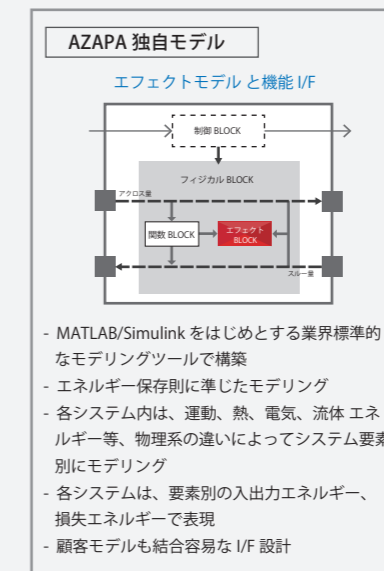 AZAPA 独自モデル
エフェクトモデル と機能 I/F
制御 BLOCK
フィジカル BLOCK
アクロス量
関数 BLOCK
エフェクト
BLOCK
スルー量
- MATLAB/Simulink をはじめとする業界標準的
なモデリングツールで構築
- エネルギー保存則に準じたモデリング
- 各システム内は、運動、熱、電気、流体 エネ
ルギー等、物理系の違いによってシステム要素
別にモデリング
- 各システムは、要素別の入出力エネルギー、
損失エネルギーで表現
- 顧客モデルも結合容易な I/F 設計